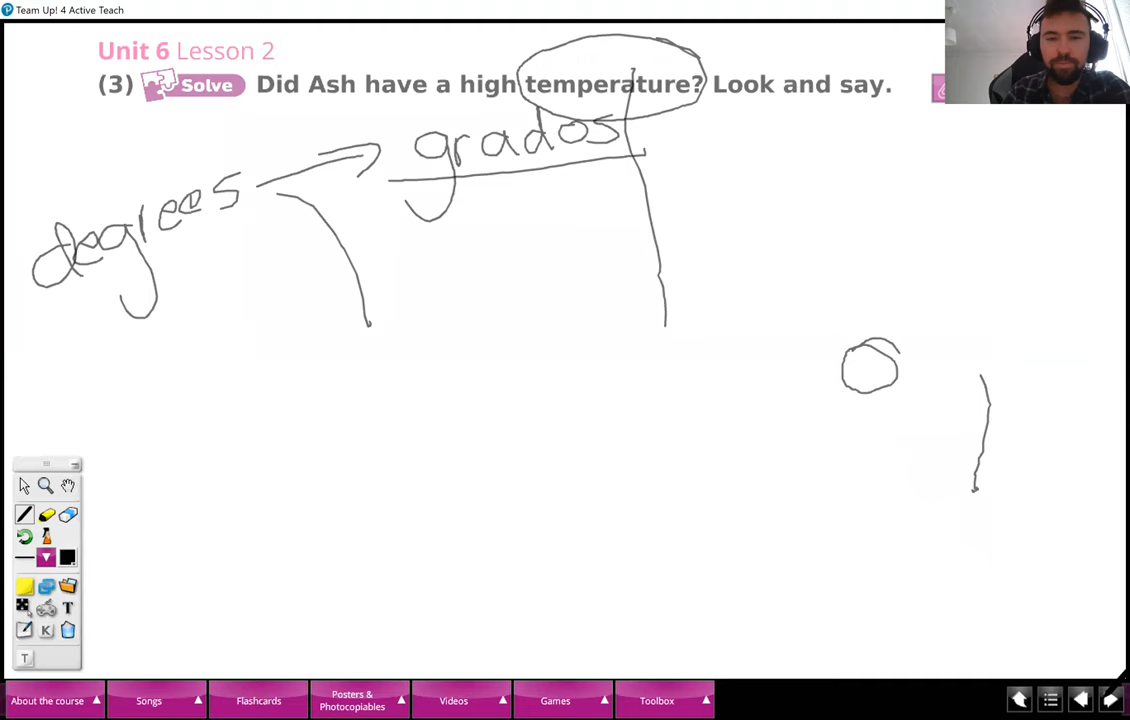 Team Up! 4 Active Teach
Unit 6 Lesson 2
(3) Solve Did Ash have a high temperature? Look and say.
degrees grados
T
K
T
About the course
Songs
Flashcards
Posters &
Photocopiables
Videos
Games
Toolbox